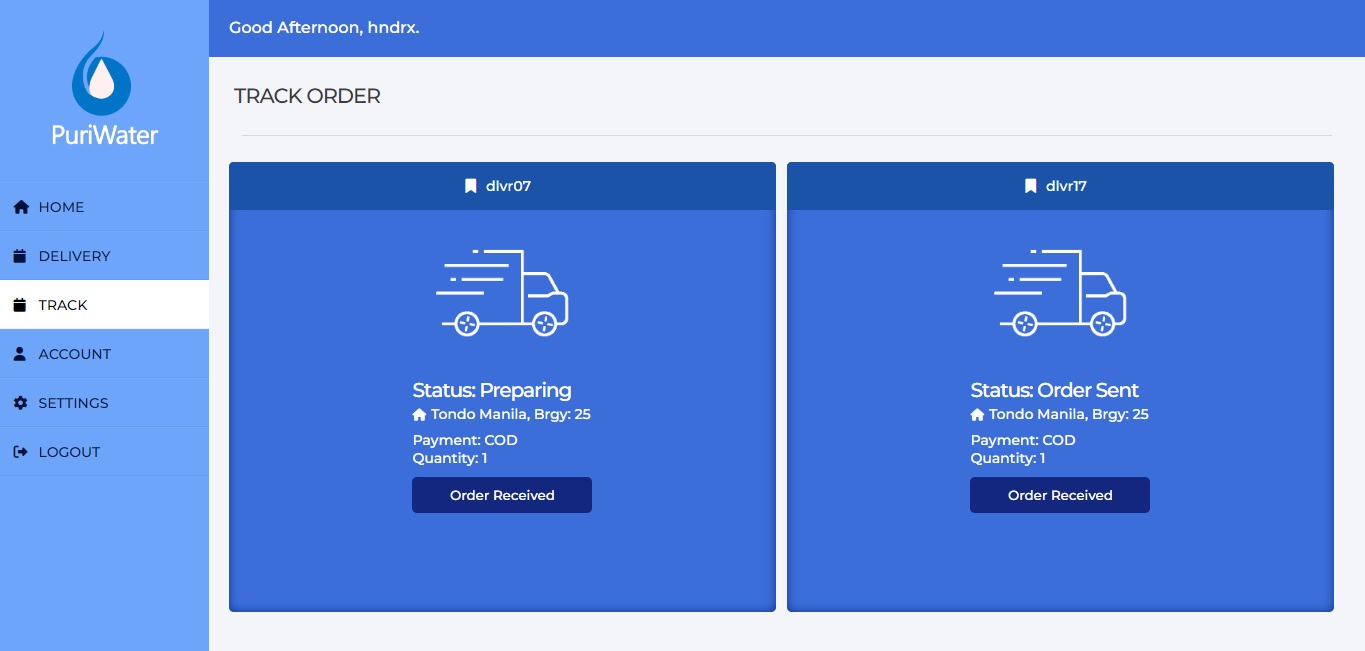 Good Afternoon, hndrx.
PuriWater
HOME
DELIVERY
TRACK
ACCOUNT
SETTINGS
LOGOUT
TRACK ORDER
dlvr07
Status: Preparing
Tondo Manila, Brgy: 25
Payment: COD
Quantity: 1
Order Received
dlvr17
Status: Order Sent
Tondo Manila, Brgy: 25
Payment: COD
Quantity: 1
Order Received